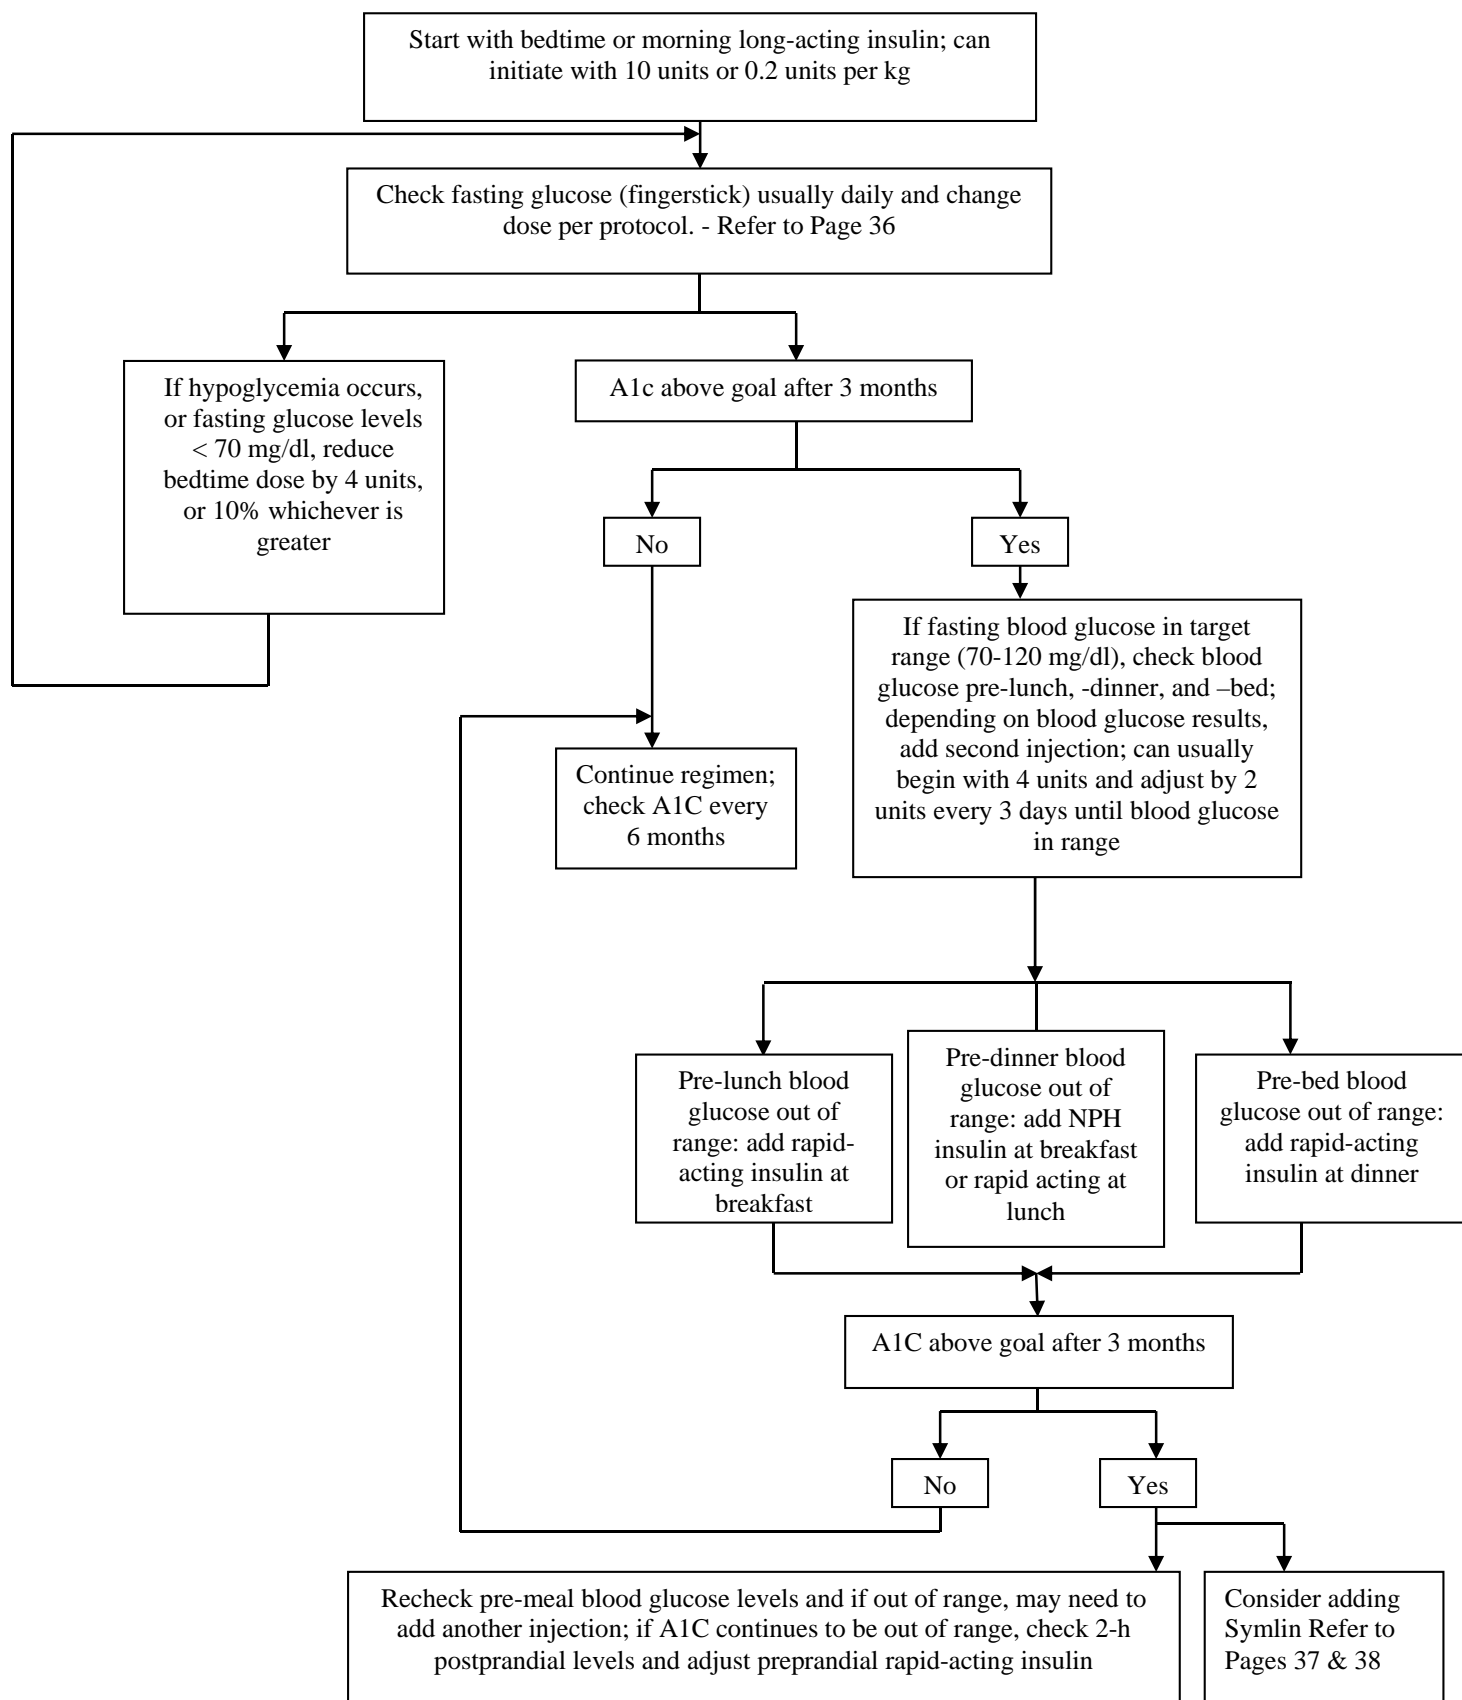 Start with bedtime or morning long-acting insulin; can
initiate with 10 units or 0.2 units per kg
Check fasting glucose (fingerstick) usually daily and change
dose per protocol. - Refer to Page 36
If hypoglycemia occurs,
or fasting glucose levels
< 70 mg/dl, reduce
bedtime dose by 4 units,
or 10% whichever is
greater
A1c above goal after 3 months
No
Yes
If fasting blood glucose in target
range (70-120 mg/dl), check blood
glucose pre-lunch, -dinner, and –bed;
depending on blood glucose results,
add second injection; can usually
begin with 4 units and adjust by 2
units every 3 days until blood glucose
in range
Continue regimen;
check A1C every
6 months
Pre-lunch blood
glucose out of
range: add rapid-
acting insulin at
breakfast
Pre-dinner blood
glucose out of
range: add NPH
insulin at breakfast
or rapid acting at
lunch
Pre-bed blood
glucose out of range:
add rapid-acting
insulin at dinner
A1C above goal after 3 months
No
Yes
Recheck pre-meal blood glucose levels and if out of range, may need to
add another injection; if A1C continues to be out of range, check 2-h
postprandial levels and adjust preprandial rapid-acting insulin
Consider adding
Symlin Refer to
Pages 37 & 38